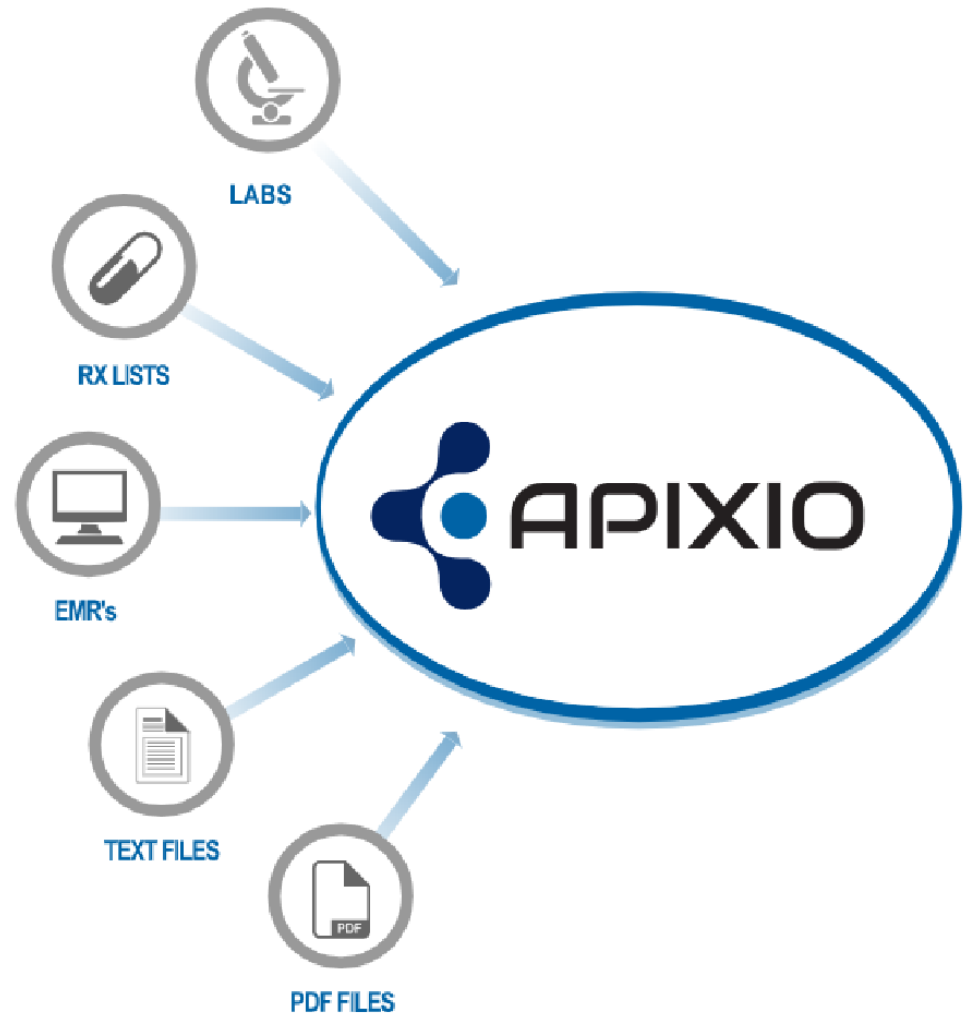 LABS
RX LISTS
APIXIO
EMR's
TEXT FILES
PDF
PDF FILES